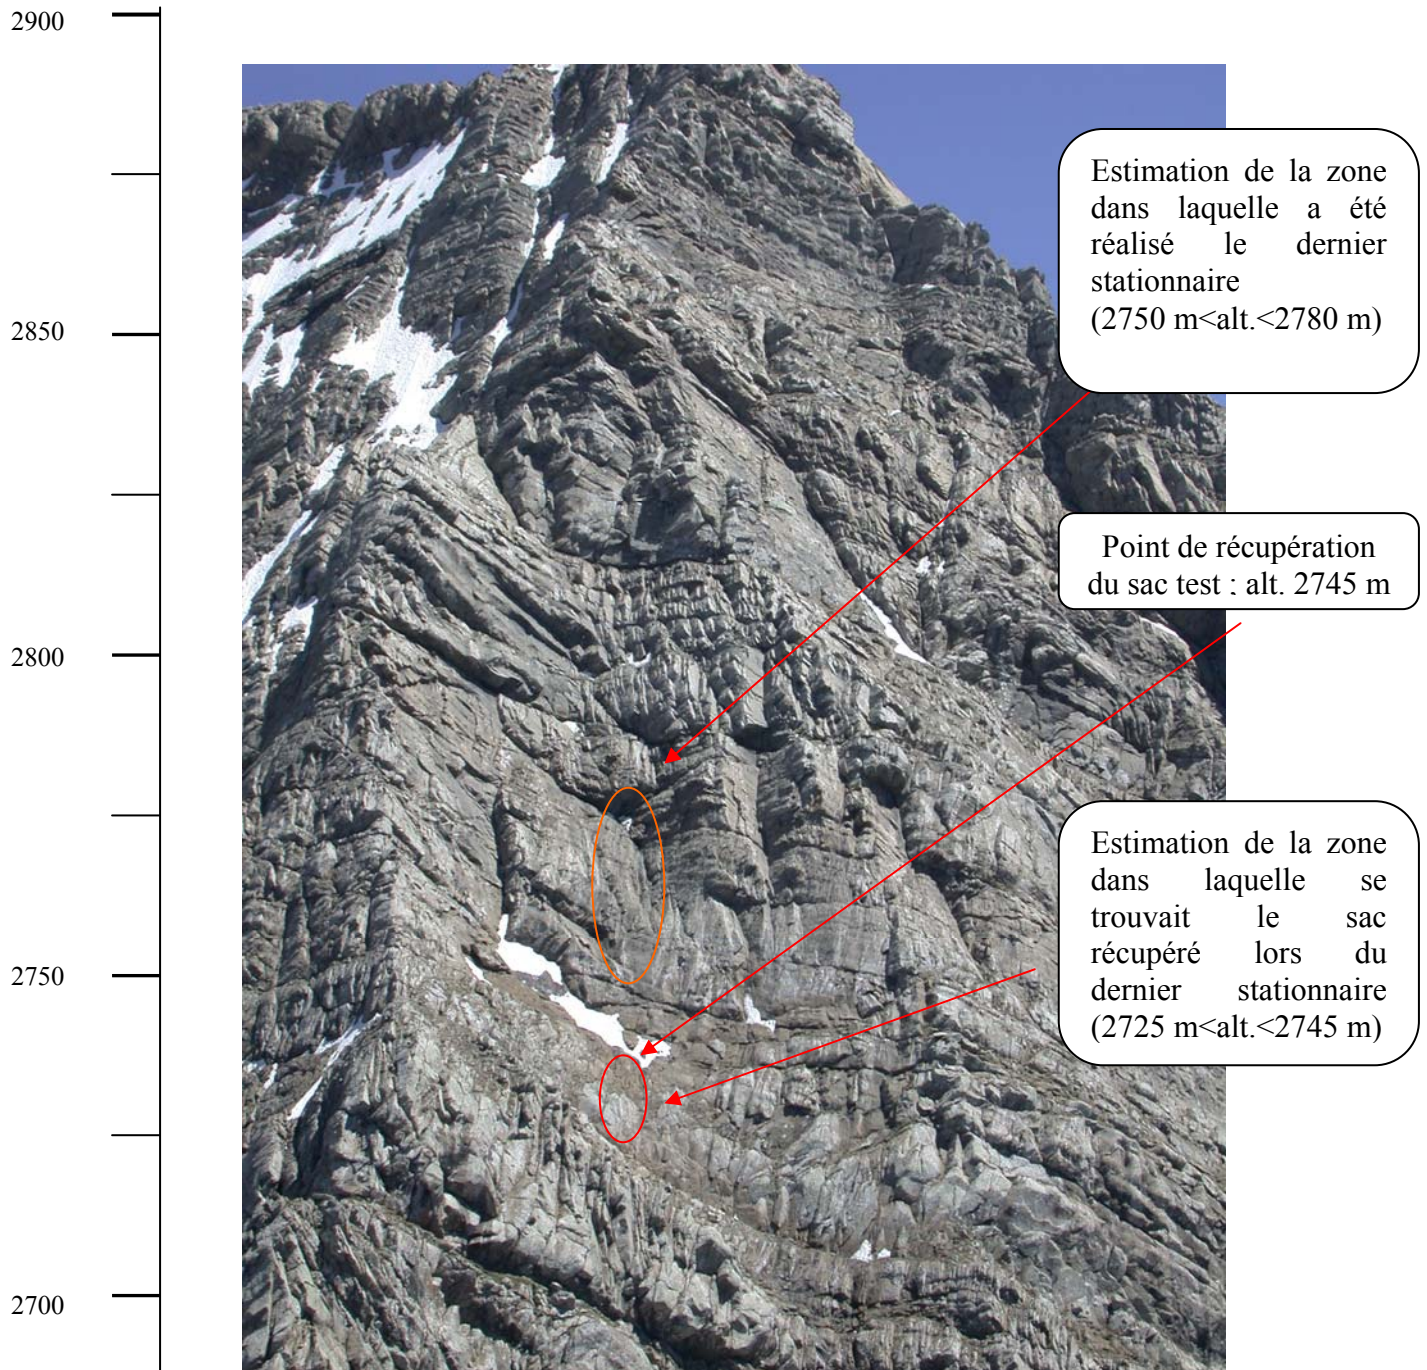 2900
2850
2800
2750
2700
Estimation de la zone
dans laquelle a été
réalisé le dernier
stationnaire
(2750 m<alt.<2780 m)
Point de récupération
du sac test ; alt. 2745 m
Estimation de la zone
dans laquelle se
trouvait le sac
récupéré lors du
dernier stationnaire
(2725 m<alt.<2745 m)